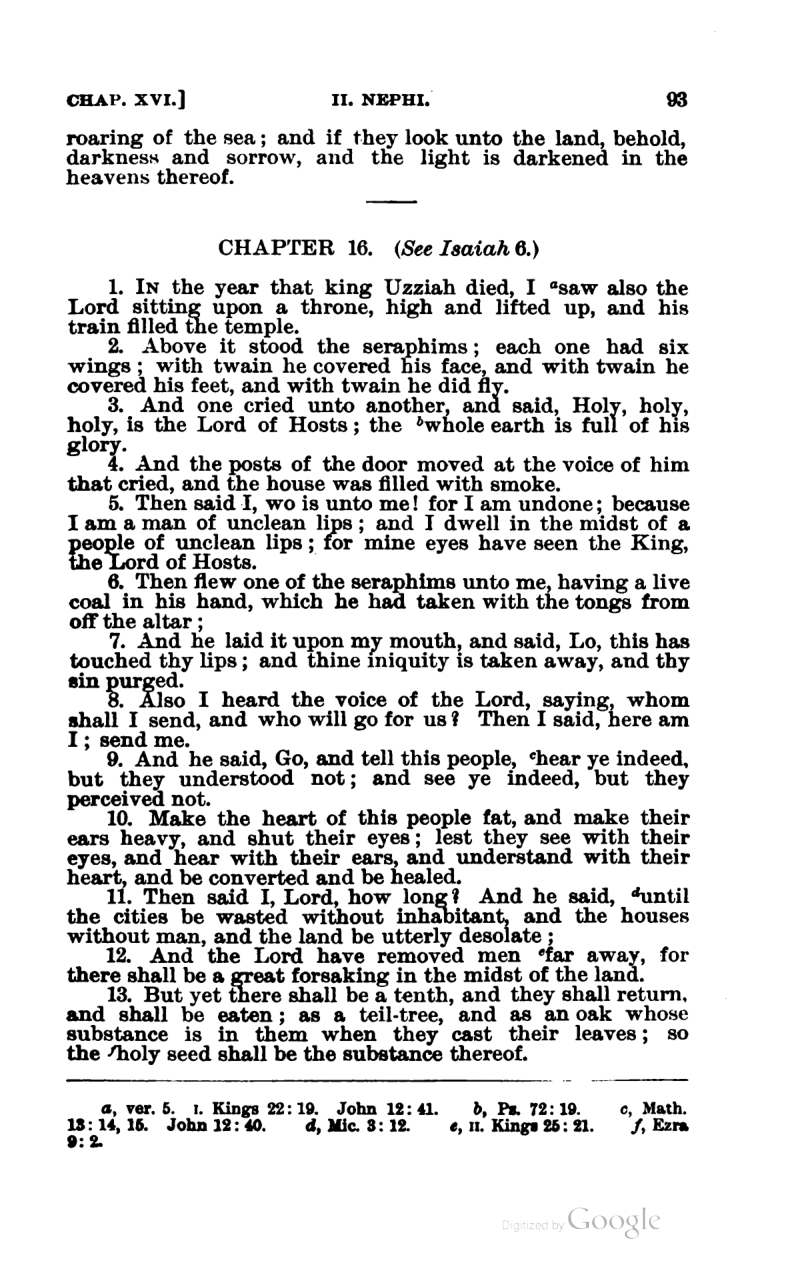 CHAP. XVI.] II. NEPHI. 93
roaring of the sea; and if they look unto the land, behold,
darkness and sorrow, and the light is darkened in the
heavens thereof.
CHAPTER 16. (See Isaiah 6.)
1. IN the year that king Uzziah died, I ᵃsaw also the
Lord sitting upon a throne, high and lifted up, and his
train filled the temple.
2. Above it stood the seraphims; each one had six
wings; with twain he covered his face, and with twain he
covered his feet, and with twain he did fly.
3. And one cried unto another, and said, Holy, holy,
holy, is the Lord of Hosts; the ᵇwhole earth is full of his
glory.
4. And the posts of the door moved at the voice of him
that cried, and the house was filled with smoke.
5. Then said I, wo is unto me! for I am undone; because
I am a man of unclean lips; and I dwell in the midst of a
people of unclean lips; for mine eyes have seen the King,
the Lord of Hosts.
6. Then flew one of the seraphims unto me, having a live
coal in his hand, which he had taken with the tongs from
off the altar;
7. And he laid it upon my mouth, and said, Lo, this has
touched thy lips; and thine iniquity is taken away, and thy
sin purged.
8. Also I heard the voice of the Lord, saying, whom
shall I send, and who will go for us? Then I said, here am
I; send me.
9. And he said, Go, and tell this people, ᶜhear ye indeed,
but they understood not; and see ye indeed, but they
perceived not.
10. Make the heart of this people fat, and make their
ears heavy, and shut their eyes; lest they see with their
eyes, and hear with their ears, and understand with their
heart, and be converted and be healed.
11. Then said I, Lord, how long? And he said, ᵈuntil
the cities be wasted without inhabitant, and the houses
without man, and the land be utterly desolate;
12. And the Lord have removed men ᵉfar away, for
there shall be a great forsaking in the midst of the land.
13. But yet there shall be a tenth, and they shall return,
and shall be eaten; as a teil-tree, and as an oak whose
substance is in them when they cast their leaves; so
the ᶠholy seed shall be the substance thereof.
a, ver. 5. I. Kings 22:19. John 12:41. b, Ps. 72:19. c, Math.
13:14, 15. John 12:40. d, Mic. 3:12. e, II. Kings 25:21. f, Ezra
9:2.
Digitized by Google